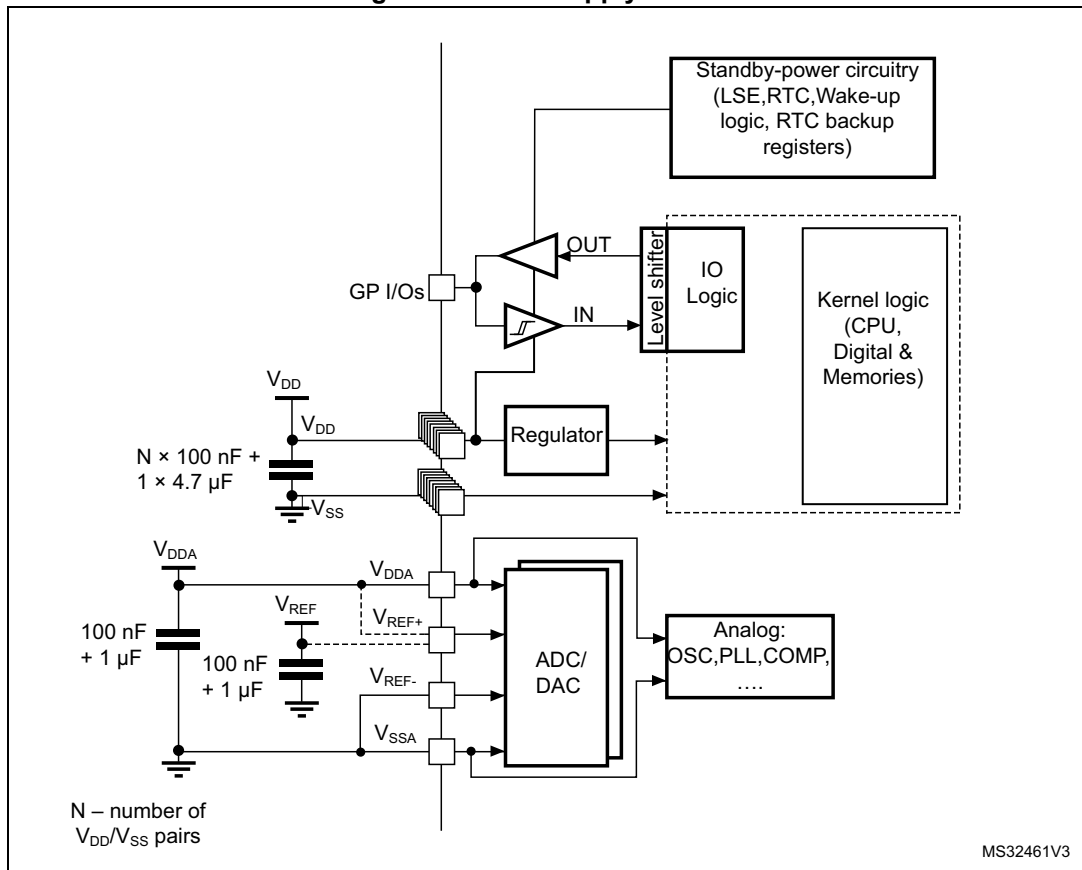 Standby-power circuitry
(LSE,RTC,Wake-up
logic, RTC backup
registers)
OUT
Level shifter
IO
Logic
GP I/Os
IN
Kernel logic
(CPU,
Digital &
Memories)
VDD
VDD
Regulator
N × 100 nF +
1 × 4.7 µF
VSS
VDDA
VDDA
VREF
VREF+
100 nF
+ 1 µF
100 nF
+ 1 µF
ADC/
DAC
Analog:
OSC,PLL,COMP,
….
VREF-
VSSA
N – number of
VDD/VSS pairs
MS32461V3